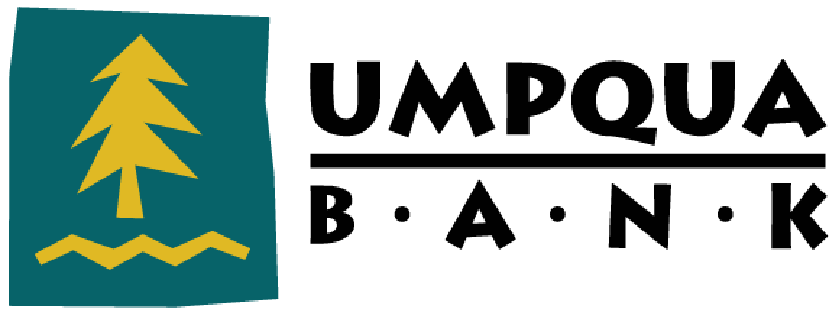 UMPQUA
B · A · N · K